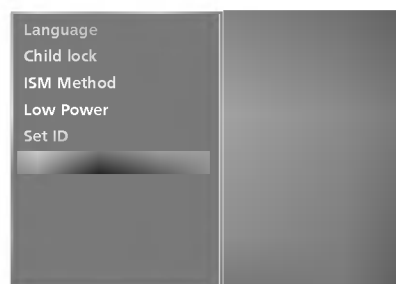 Language
Child lock
ISM Method
Low Power
Set ID